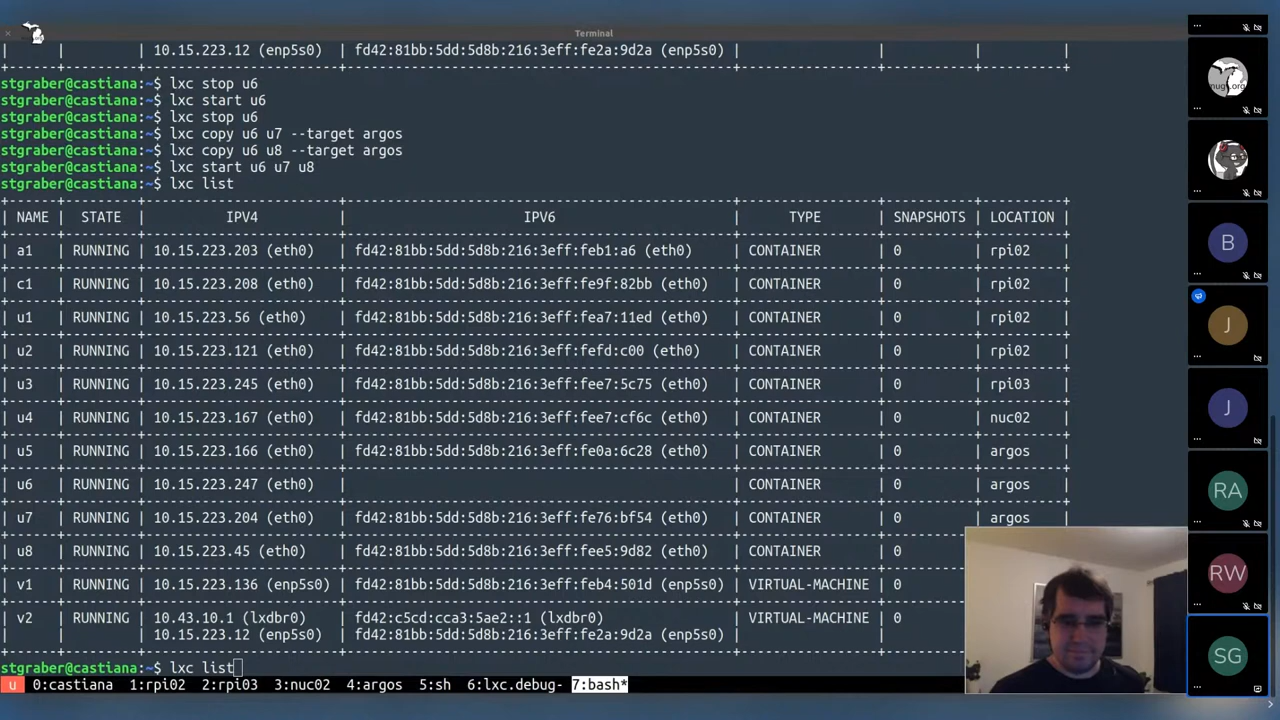 Terminal
|        |         | 10.15.223.12 (enp5s0)  | fd42:81bb:5dd:5d8b:216:3eff:fe2a:9d2a (enp5s0) |                 |           |          |
stgraber@castiana:~$ lxc stop u6
stgraber@castiana:~$ lxc start u6
stgraber@castiana:~$ lxc stop u6
stgraber@castiana:~$ lxc copy u6 u7 --target argos
stgraber@castiana:~$ lxc copy u6 u8 --target argos
stgraber@castiana:~$ lxc start u6 u7 u8
stgraber@castiana:~$ lxc list
| NAME | STATE | IPV4 | IPV6 | TYPE | SNAPSHOTS | LOCATION |
| a1 | RUNNING | 10.15.223.203 (eth0) | fd42:81bb:5dd:5d8b:216:3eff:feb1:a6 (eth0) | CONTAINER | 0 | rpi02 |
| c1 | RUNNING | 10.15.223.208 (eth0) | fd42:81bb:5dd:5d8b:216:3eff:fe9f:82bb (eth0) | CONTAINER | 0 | rpi02 |
| u1 | RUNNING | 10.15.223.56 (eth0) | fd42:81bb:5dd:5d8b:216:3eff:fea7:11ed (eth0) | CONTAINER | 0 | rpi02 |
| u2 | RUNNING | 10.15.223.121 (eth0) | fd42:81bb:5dd:5d8b:216:3eff:fefd:c00 (eth0) | CONTAINER | 0 | rpi02 |
| u3 | RUNNING | 10.15.223.245 (eth0) | fd42:81bb:5dd:5d8b:216:3eff:fee7:5c75 (eth0) | CONTAINER | 0 | rpi03 |
| u4 | RUNNING | 10.15.223.167 (eth0) | fd42:81bb:5dd:5d8b:216:3eff:fee7:cf6c (eth0) | CONTAINER | 0 | nuc02 |
| u5 | RUNNING | 10.15.223.166 (eth0) | fd42:81bb:5dd:5d8b:216:3eff:fe0a:6c28 (eth0) | CONTAINER | 0 | argos |
| u6 | RUNNING | 10.15.223.247 (eth0) | | CONTAINER | 0 | argos |
| u7 | RUNNING | 10.15.223.204 (eth0) | fd42:81bb:5dd:5d8b:216:3eff:fe76:bf54 (eth0) | CONTAINER | 0 | argos |
| u8 | RUNNING | 10.15.223.45 (eth0) | fd42:81bb:5dd:5d8b:216:3eff:fee5:9d82 (eth0) | CONTAINER | 0
| v1 | RUNNING | 10.15.223.136 (enp5s0) | fd42:81bb:5dd:5d8b:216:3eff:feb4:501d (enp5s0) | VIRTUAL-MACHINE | 0
| v2 | RUNNING | 10.43.10.1 (lxdbr0) | fd42:c5cd:cca3:5ae2::1 (lxdbr0) | VIRTUAL-MACHINE | 0
| | | 10.15.223.12 (enp5s0) | fd42:81bb:5dd:5d8b:216:3eff:fe2a:9d2a (enp5s0) | | |
stgraber@castiana:~$ lxc list
u 0:castiana 1:rpi02 2:rpi03 3:nuc02 4:argos 5:sh 6:lxc.debug- 7:bash*
B
J
J
RA
RW
SG